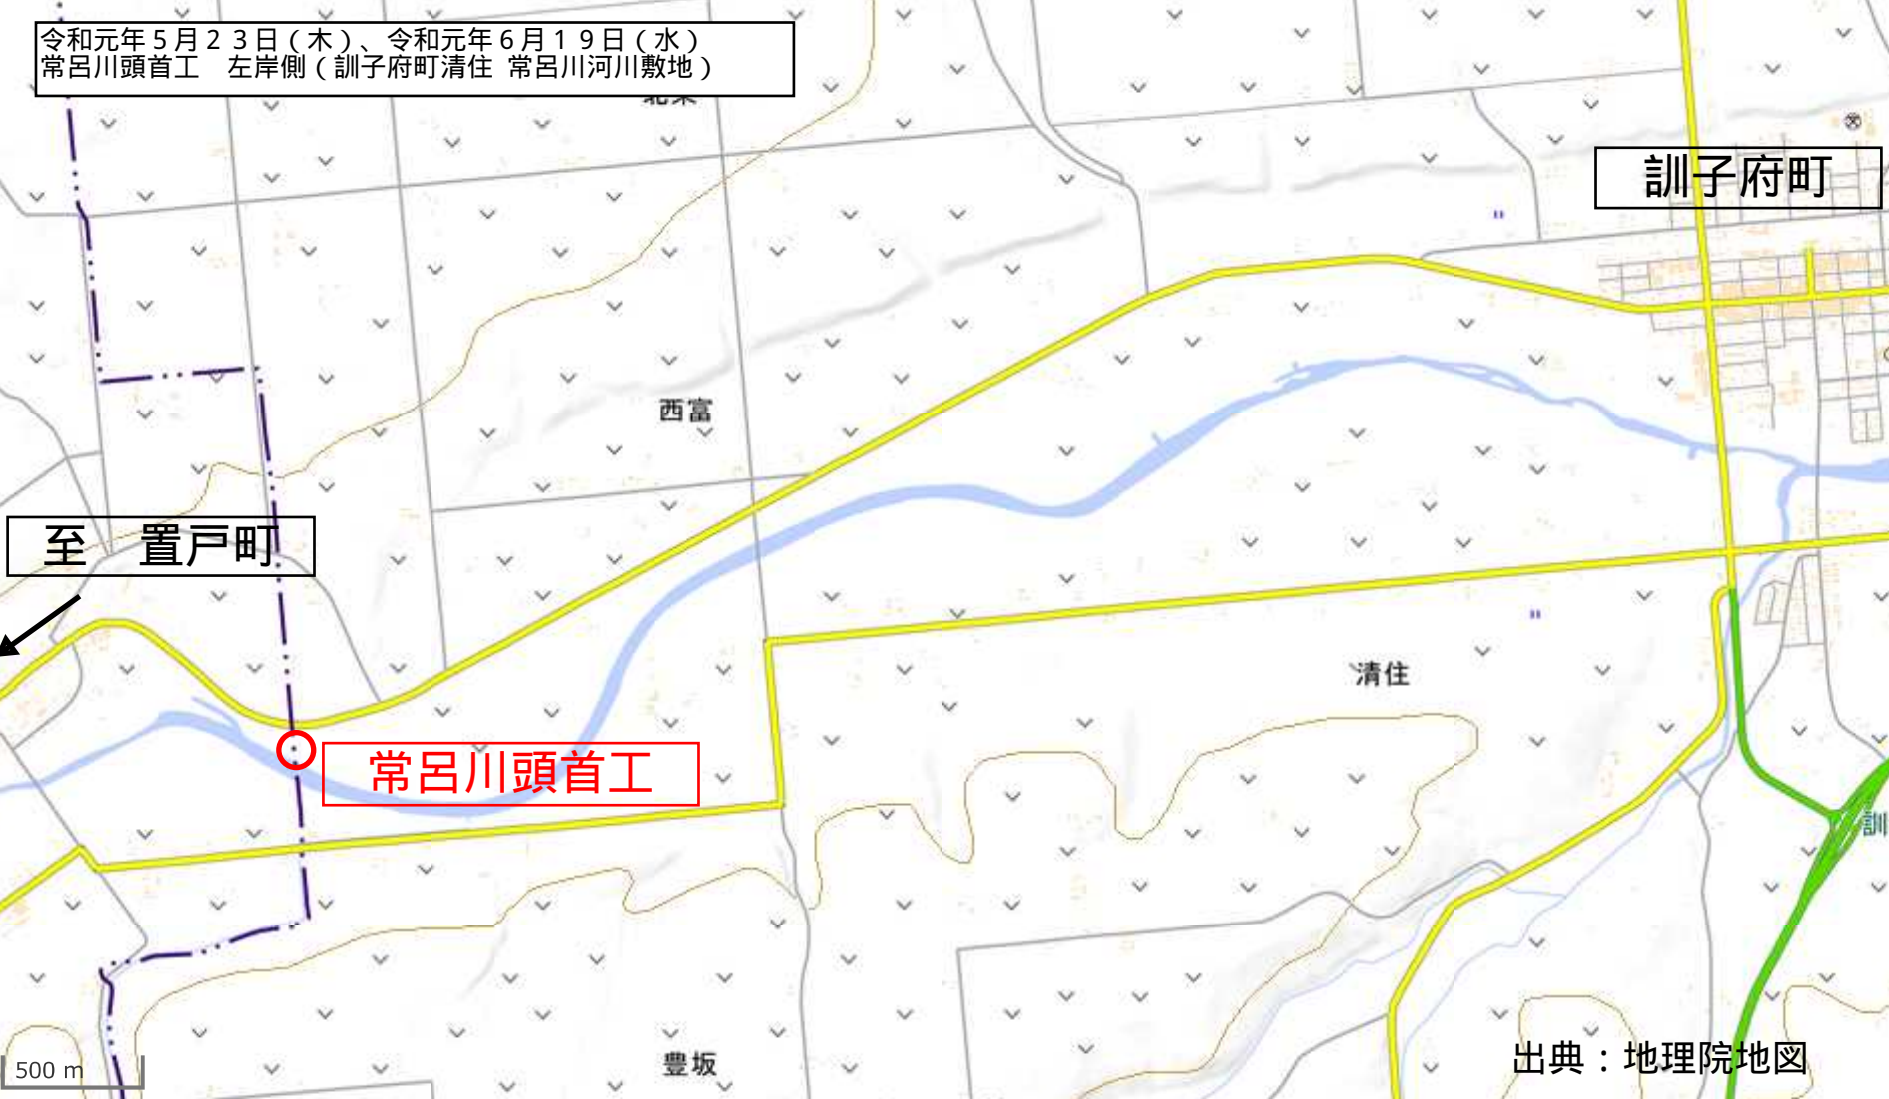 令和元年５月２３日（木）、令和元年６月１９日（水）
常呂川頭首工　左岸側（訓子府町清住 常呂川河川敷地）
訓子府町
西富
至　置戸町
清住
常呂川頭首工
訓
豊坂
出典：地理院地図
500 m